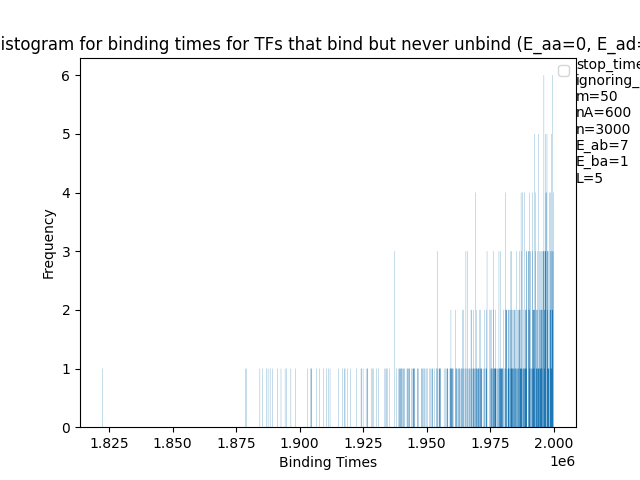 istogram for binding times for TFs that bind but never unbind (E_aa=0, E_ad=
stop_time
ignoring_
m=50
nA=600
n=3000
E_ab=7
E_ba=1
L=5
Frequency
6
5
4
3
2
1
0
1.825 1.850 1.875 1.900 1.925 1.950 1.975 2.000
1e6
Binding Times